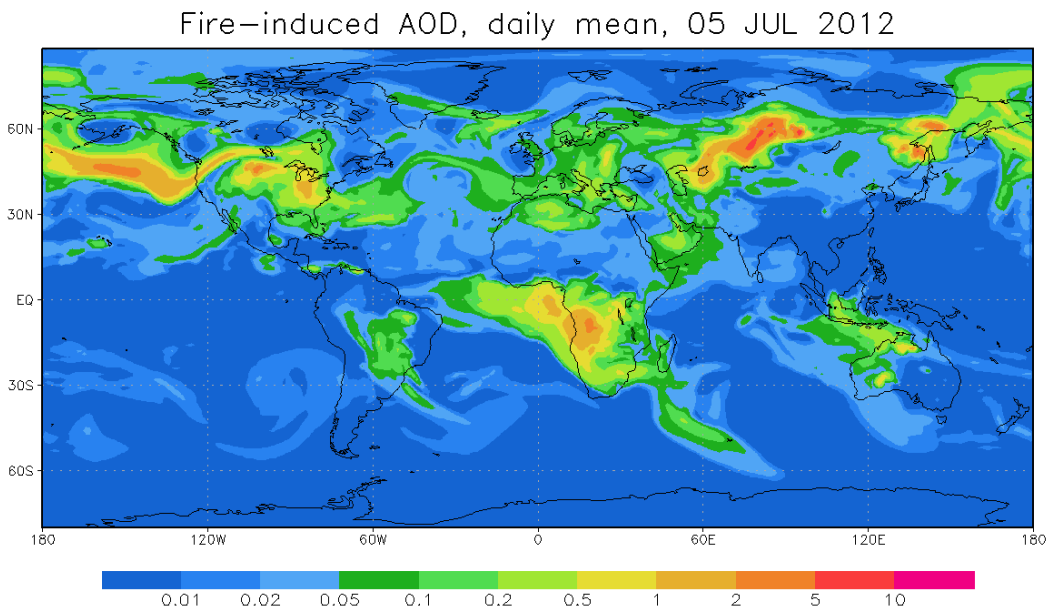 Fire-induced AOD, daily mean, 05 JUL 2012
60N
30N
EQ
30S
60S
180 120W 60W 0 60E 120E 180
0.01 0.02 0.05 0.1 0.2 0.5 1 2 5 10